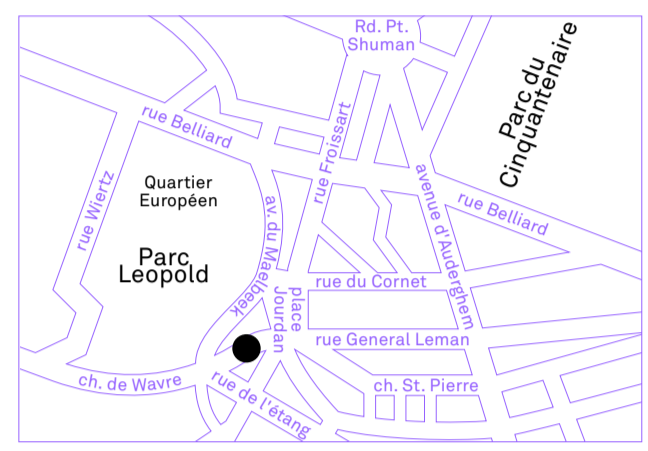 Rd. Pt.
Shuman
Parc du
Cinquantenaire
rue Belliard
rue Froissart
Quartier
Européen
avenue d'Auderghem
rue Belliard
rue Wiertz
av. du Maelbeek
Parc
Leopold
rue du Cornet
place
Jourdan
rue General Leman
ch. de Wavre
rue de l'étang
ch. St. Pierre